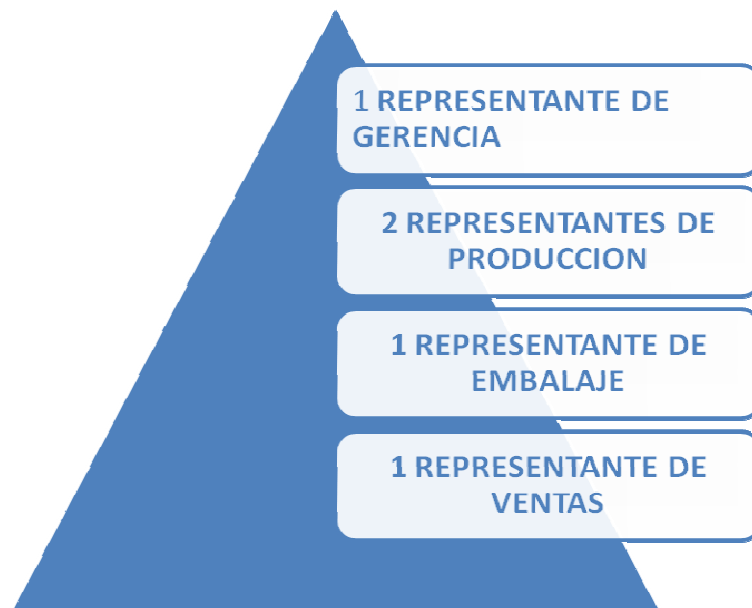 1 REPRESENTANTE DE
GERENCIA
2 REPRESENTANTES DE
PRODUCCION
1 REPRESENTANTE DE
EMBALAJE
1 REPRESENTANTE DE
VENTAS